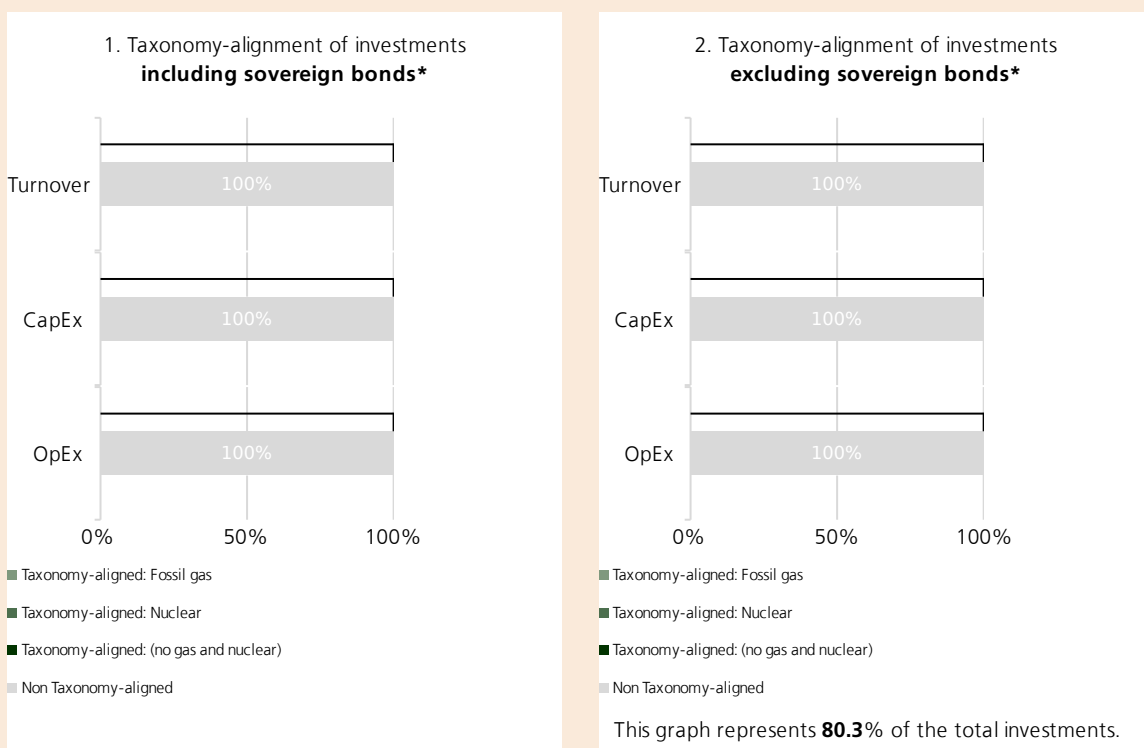 1. Taxonomy-alignment of investments
including sovereign bonds*
Turnover
100%
CapEx
100%
OpEx
100%
0% 50% 100%
Taxonomy-aligned: Fossil gas
Taxonomy-aligned: Nuclear
Taxonomy-aligned: (no gas and nuclear)
Non Taxonomy-aligned
2. Taxonomy-alignment of investments
excluding sovereign bonds*
Turnover
100%
CapEx
100%
OpEx
100%
0% 50% 100%
Taxonomy-aligned: Fossil gas
Taxonomy-aligned: Nuclear
Taxonomy-aligned: (no gas and nuclear)
Non Taxonomy-aligned
This graph represents 80.3% of the total investments.